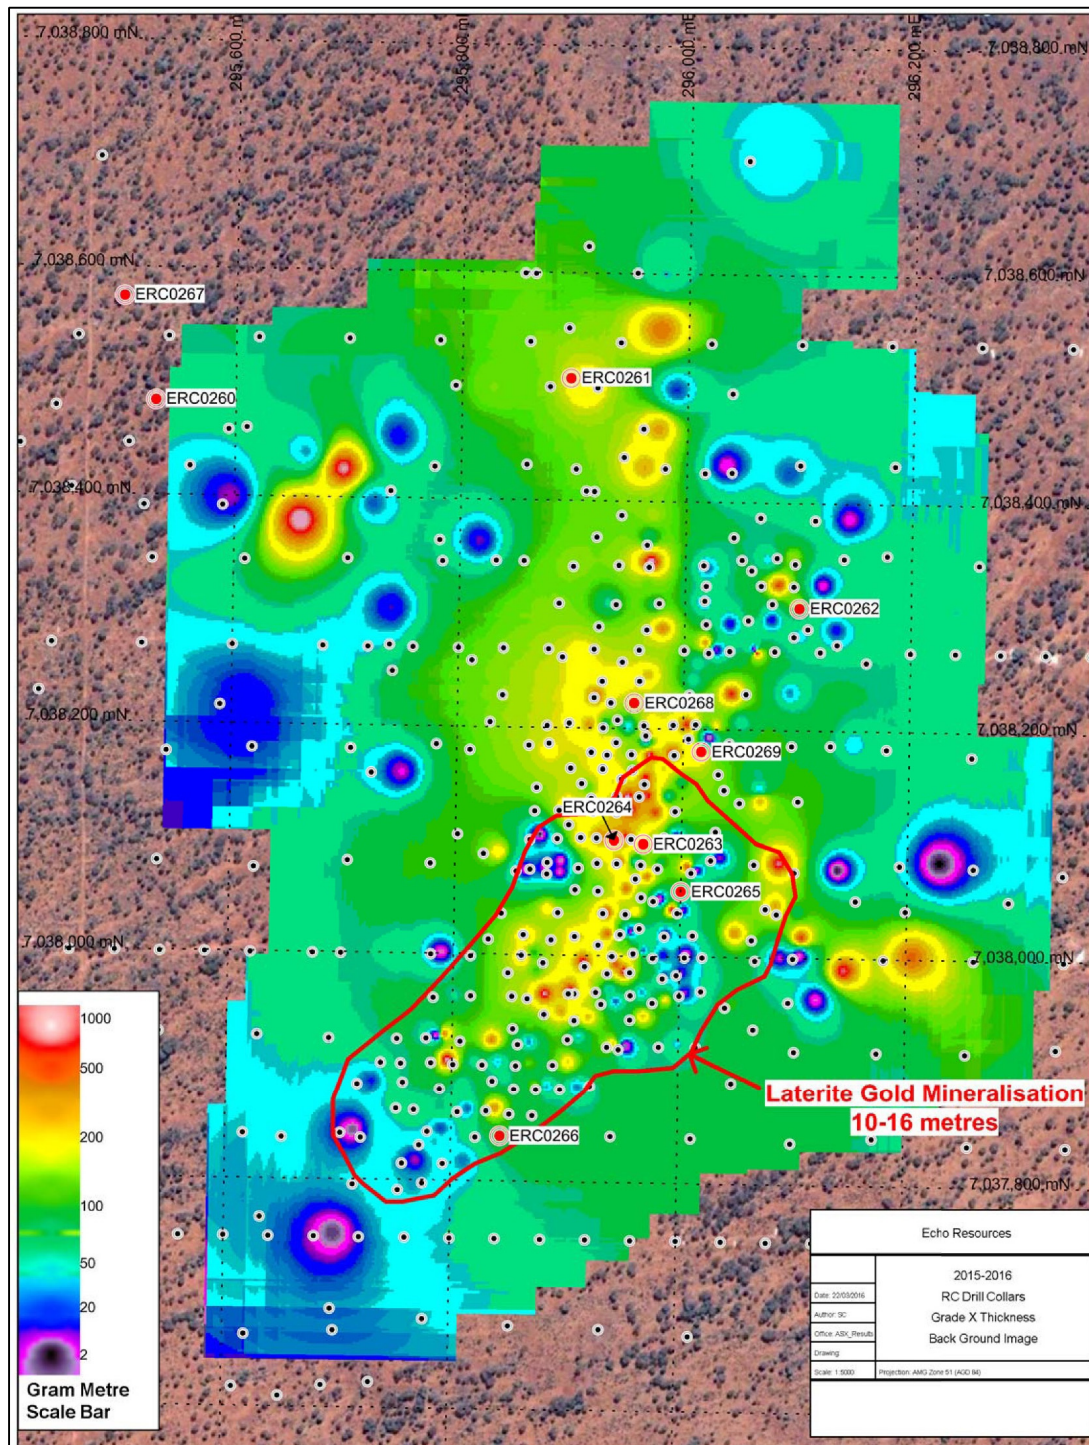 7,038,800 mN
7,038,800 mN
295,600 m
295,800 m
296,000 mE
296,200 mE
7,038,600 mN
7,038,600 mN
ERC0267
ERC0261
ERC0260
7,038,400 mN
7,038,400 mN
ERC0262
ERC0268
7,038,200 mN
7,038,200 mN
ERC0269
ERC0264
ERC0263
ERC0265
7,038,000 mN
7,038,000 mN
Laterite Gold Mineralisation
10-16 metres
ERC0266
7,037,800 mN
1000
500
200
100
50
20
2
Gram Metre
Scale Bar
Echo Resources
2015-2016
RC Drill Collars
Grade X Thickness
Back Ground Image
Date: 22/03/2016
Author: SC
Office: ASX_Results
Drawing:
Scale: 1:5000
Projection: AMG Zone 51 (AGD 84)